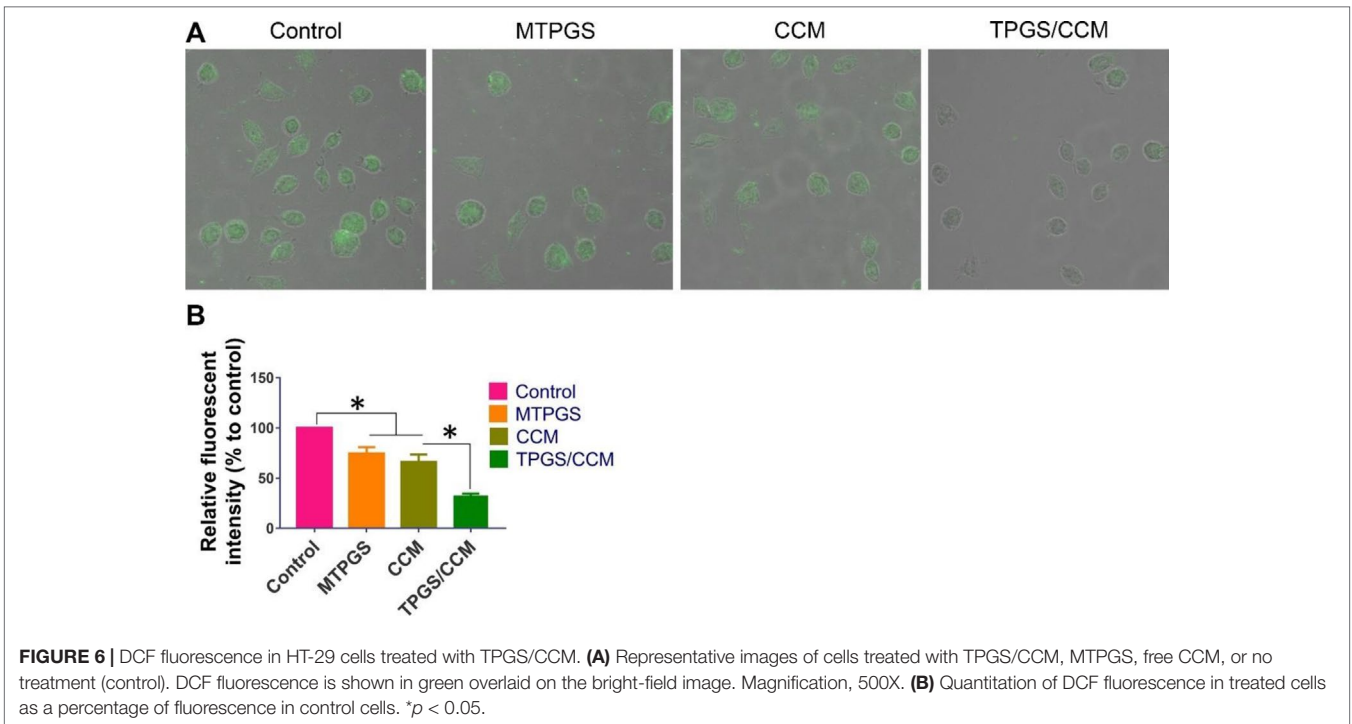 A
Control
MTPGS
CCM
TPGS/CCM
B
Relative fluorescent
intensity (% to control)
150
100
50
0
*
*
Control
MTPGS
CCM
TPGS/CCM
Control
MTPGS
CCM
TPGS/CCM
FIGURE 6 | DCF fluorescence in HT-29 cells treated with TPGS/CCM. (A) Representative images of cells treated with TPGS/CCM, MTPGS, free CCM, or no
treatment (control). DCF fluorescence is shown in green overlaid on the bright-field image. Magnification, 500X. (B) Quantitation of DCF fluorescence in treated cells
as a percentage of fluorescence in control cells. *p < 0.05.